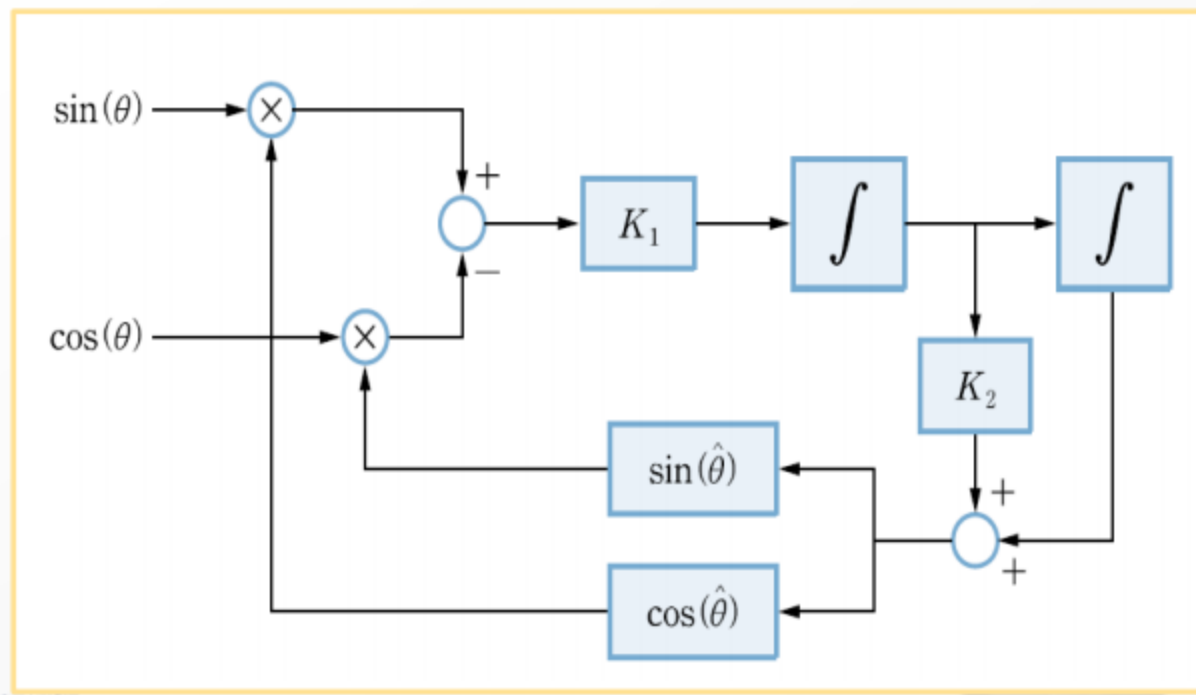 sin(θ)
×
+
K₁
∫
∫
−
cos(θ)
×
K₂
sin(θ̂)
+
+
cos(θ̂)